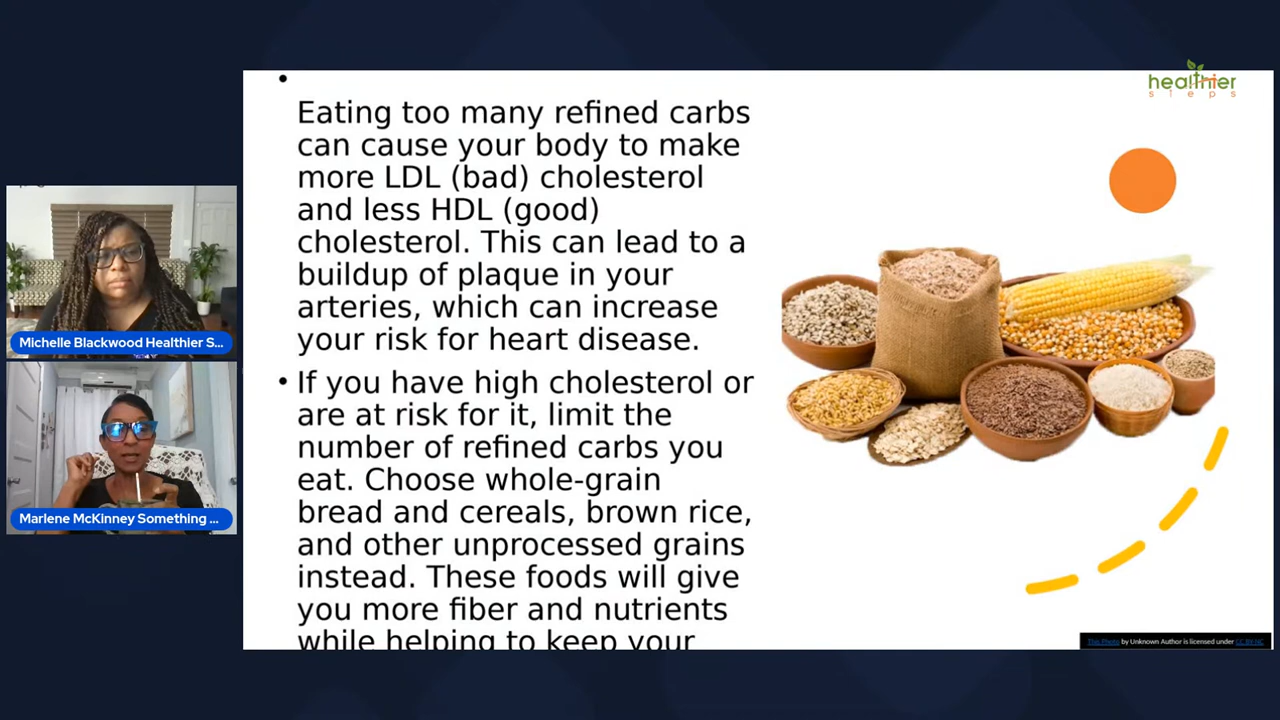 healthier
steps
•
Eating too many refined carbs
can cause your body to make
more LDL (bad) cholesterol
and less HDL (good)
cholesterol. This can lead to a
buildup of plaque in your
arteries, which can increase
your risk for heart disease.
• If you have high cholesterol or
are at risk for it, limit the
number of refined carbs you
eat. Choose whole-grain
bread and cereals, brown rice,
and other unprocessed grains
instead. These foods will give
you more fiber and nutrients
while helping to keep your
Michelle Blackwood Healthier S...
Marlene McKinney Something ...
This Photo by Unknown Author is licensed under CC BY-NC